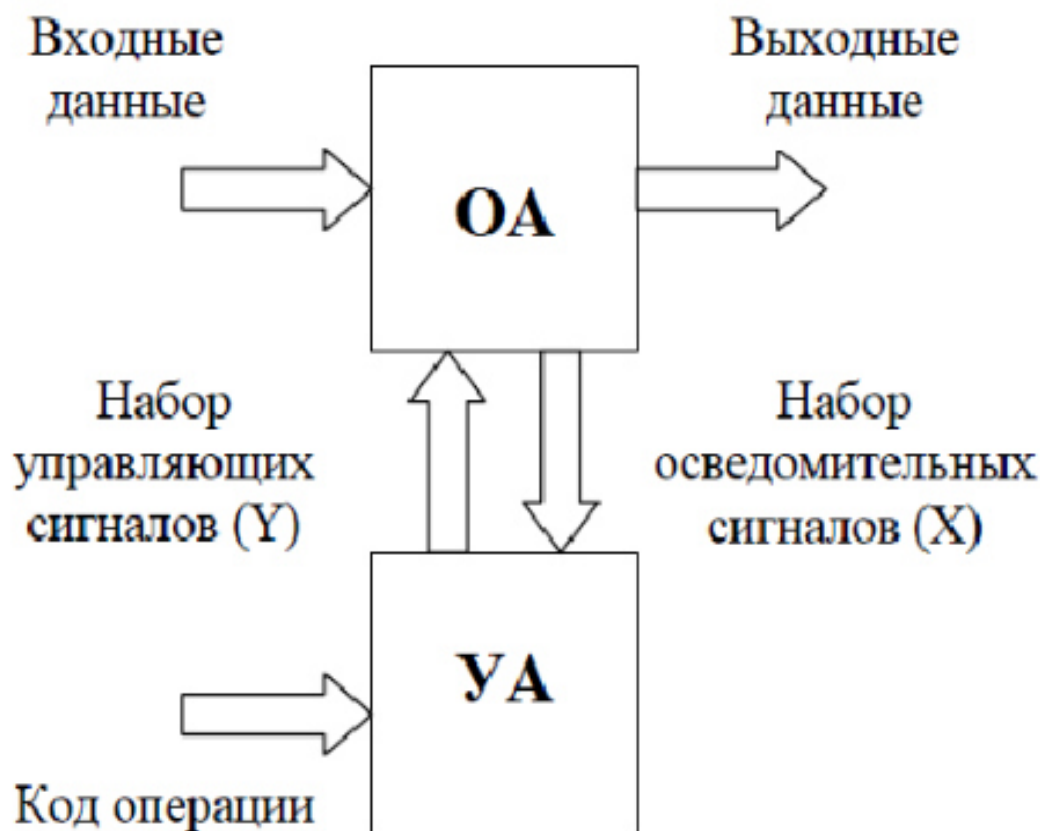 Входные
данные
Выходные
данные
ОА
Набор
управляющих
сигналов (Y)
Набор
осведомительных
сигналов (X)
УА
Код операции